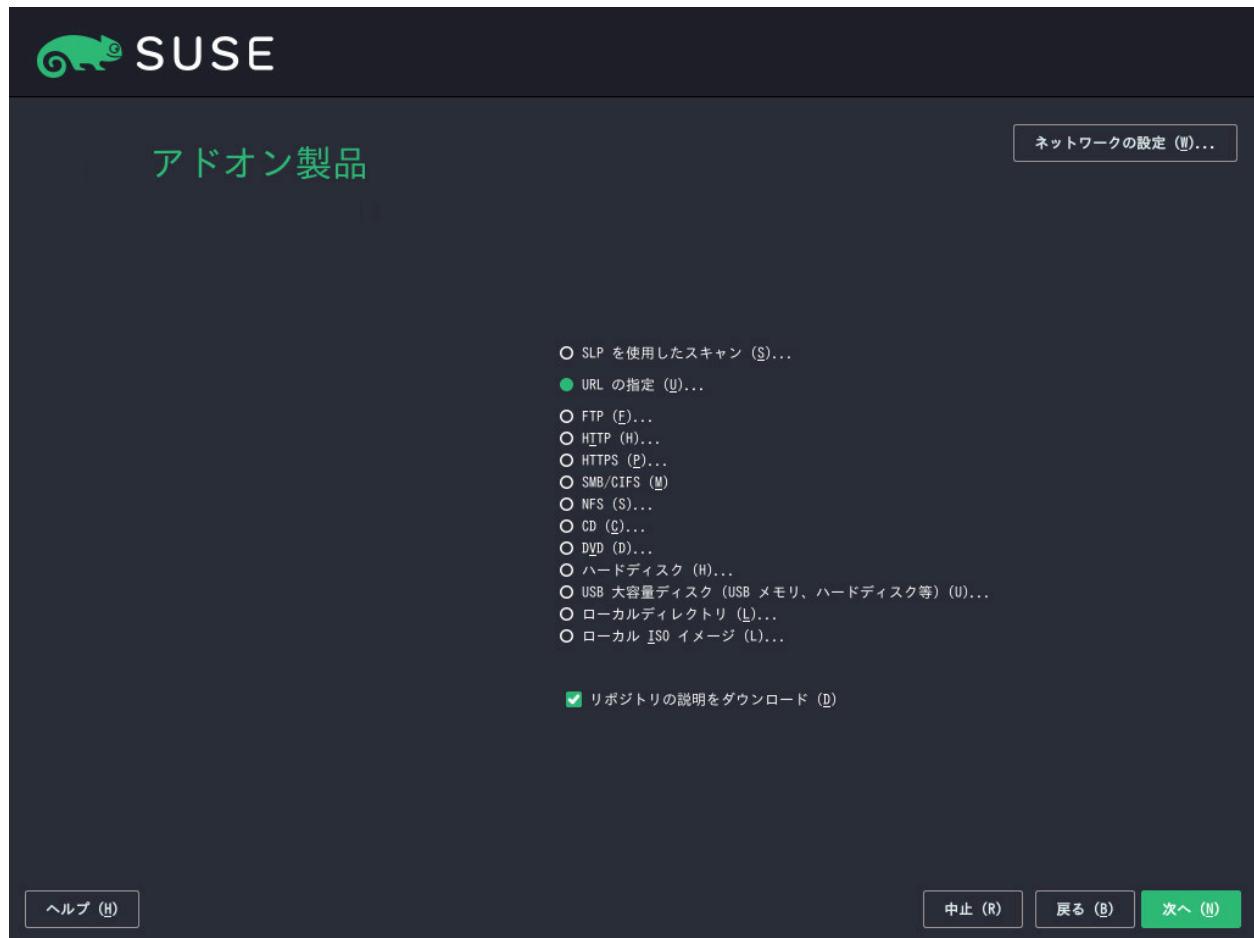 SUSE
アドオン製品
ネットワークの設定 (W)...
SLP を使用したスキャン (S)...
URL の指定 (U)...
FTP (F)...
HTTP (H)...
HTTPS (P)...
SMB/CIFS (M)
NFS (S)...
CD (C)...
DVD (D)...
ハードディスク (H)...
USB 大容量ディスク (USB メモリ、ハードディスク等) (U)...
ローカルディレクトリ (L)...
ローカル ISO イメージ (L)...
リポジトリの説明をダウンロード (D)
ヘルプ (H)
中止 (R)
戻る (B)
次へ (N)